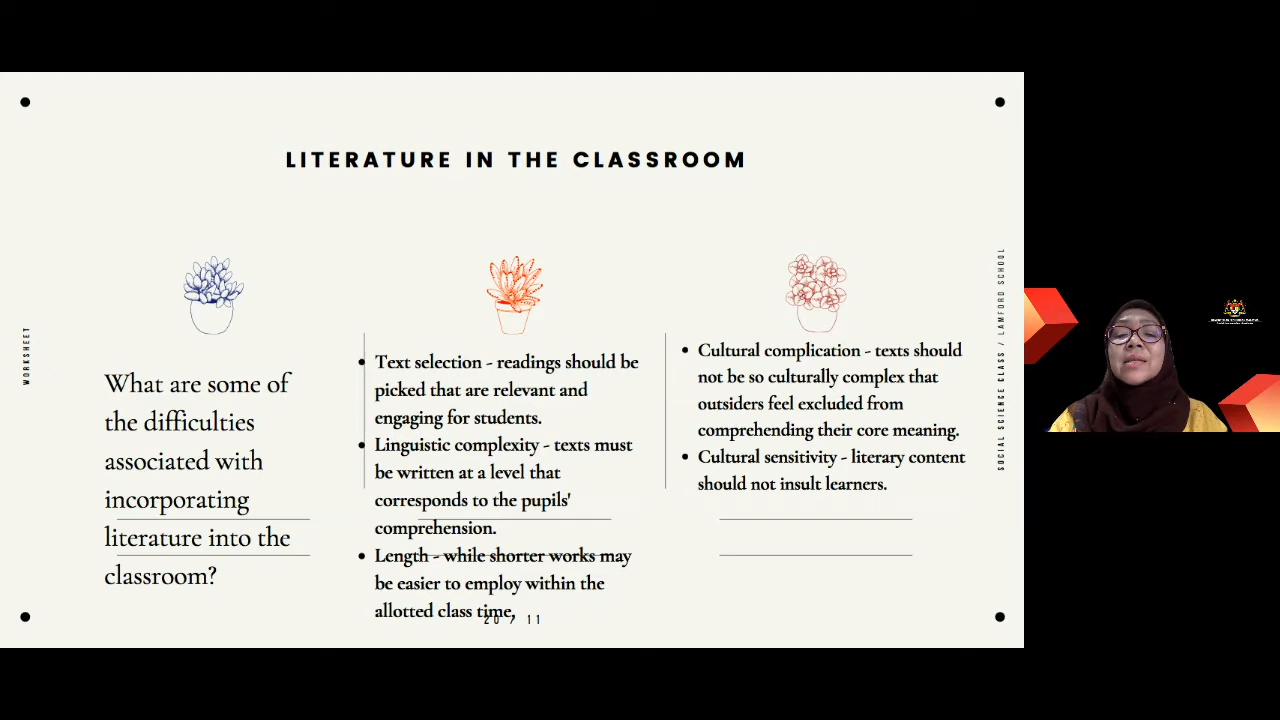 LITERATURE IN THE CLASSROOM
WORKSHEET
What are some of
the difficulties
associated with
incorporating
literature into the
classroom?
• Text selection - readings should be
picked that are relevant and
engaging for students.
• Linguistic complexity - texts must
be written at a level that
corresponds to the pupils'
comprehension.
• Length - while shorter works may
be easier to employ within the
allotted class time,
• Cultural complication - texts should
not be so culturally complex that
outsiders feel excluded from
comprehending their core meaning.
• Cultural sensitivity - literary content
should not insult learners.
SOCIAL SCIENCE CLASS / LAMFORD SCHOOL
20 / 11